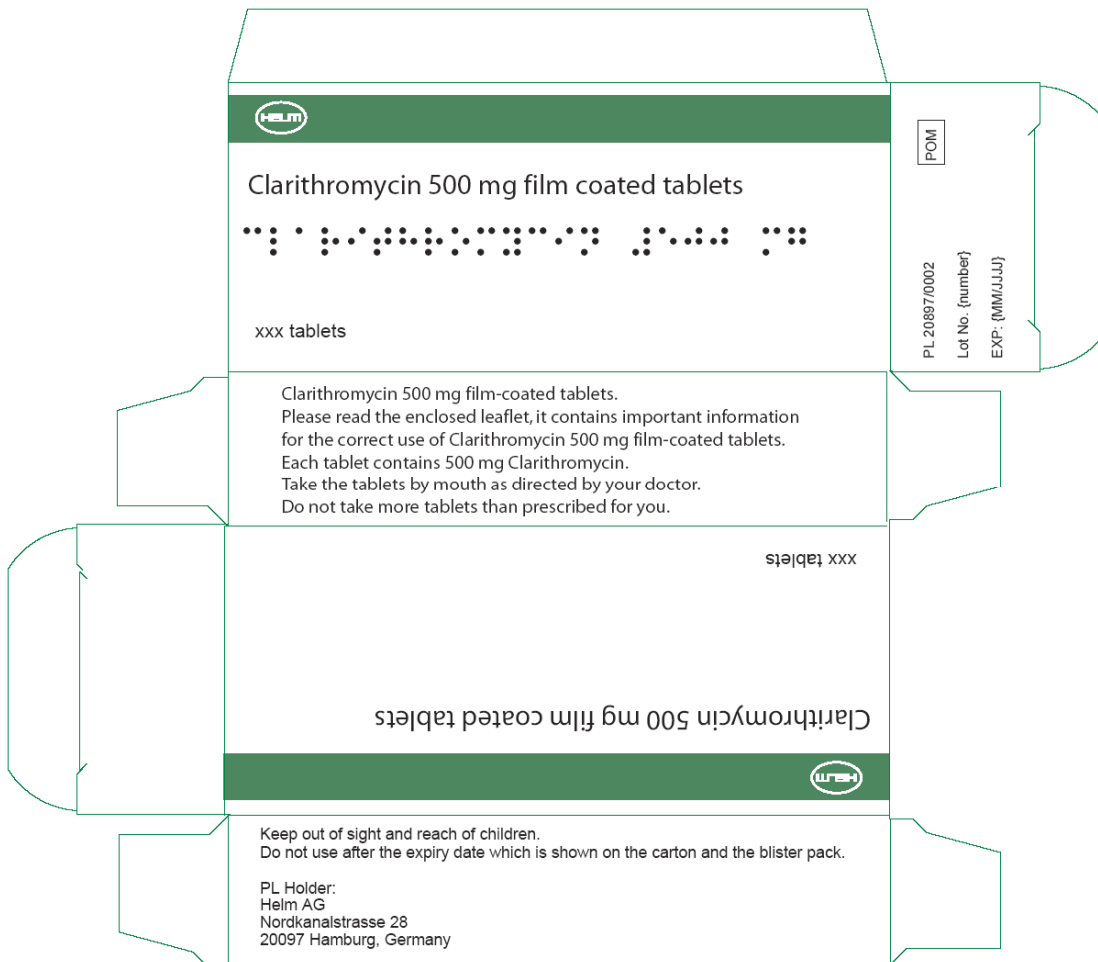 HELM
Clarithromycin 500 mg film coated tablets
⠉⠇⠁⠗⠊⠞⠓⠗⠕⠍⠽⠉⠊⠝ ⠼⠑⠚⠚ ⠍⠛
xxx tablets
POM
PL 20897/0002
Lot No. {number}
EXP: {MM/JJJJ}
Clarithromycin 500 mg film-coated tablets.
Please read the enclosed leaflet, it contains important information
for the correct use of Clarithromycin 500 mg film-coated tablets.
Each tablet contains 500 mg Clarithromycin.
Take the tablets by mouth as directed by your doctor.
Do not take more tablets than prescribed for you.
xxx tablets
Clarithromycin 500 mg film coated tablets
HELM
Keep out of sight and reach of children.
Do not use after the expiry date which is shown on the carton and the blister pack.
PL Holder:
Helm AG
Nordkanalstrasse 28
20097 Hamburg, Germany